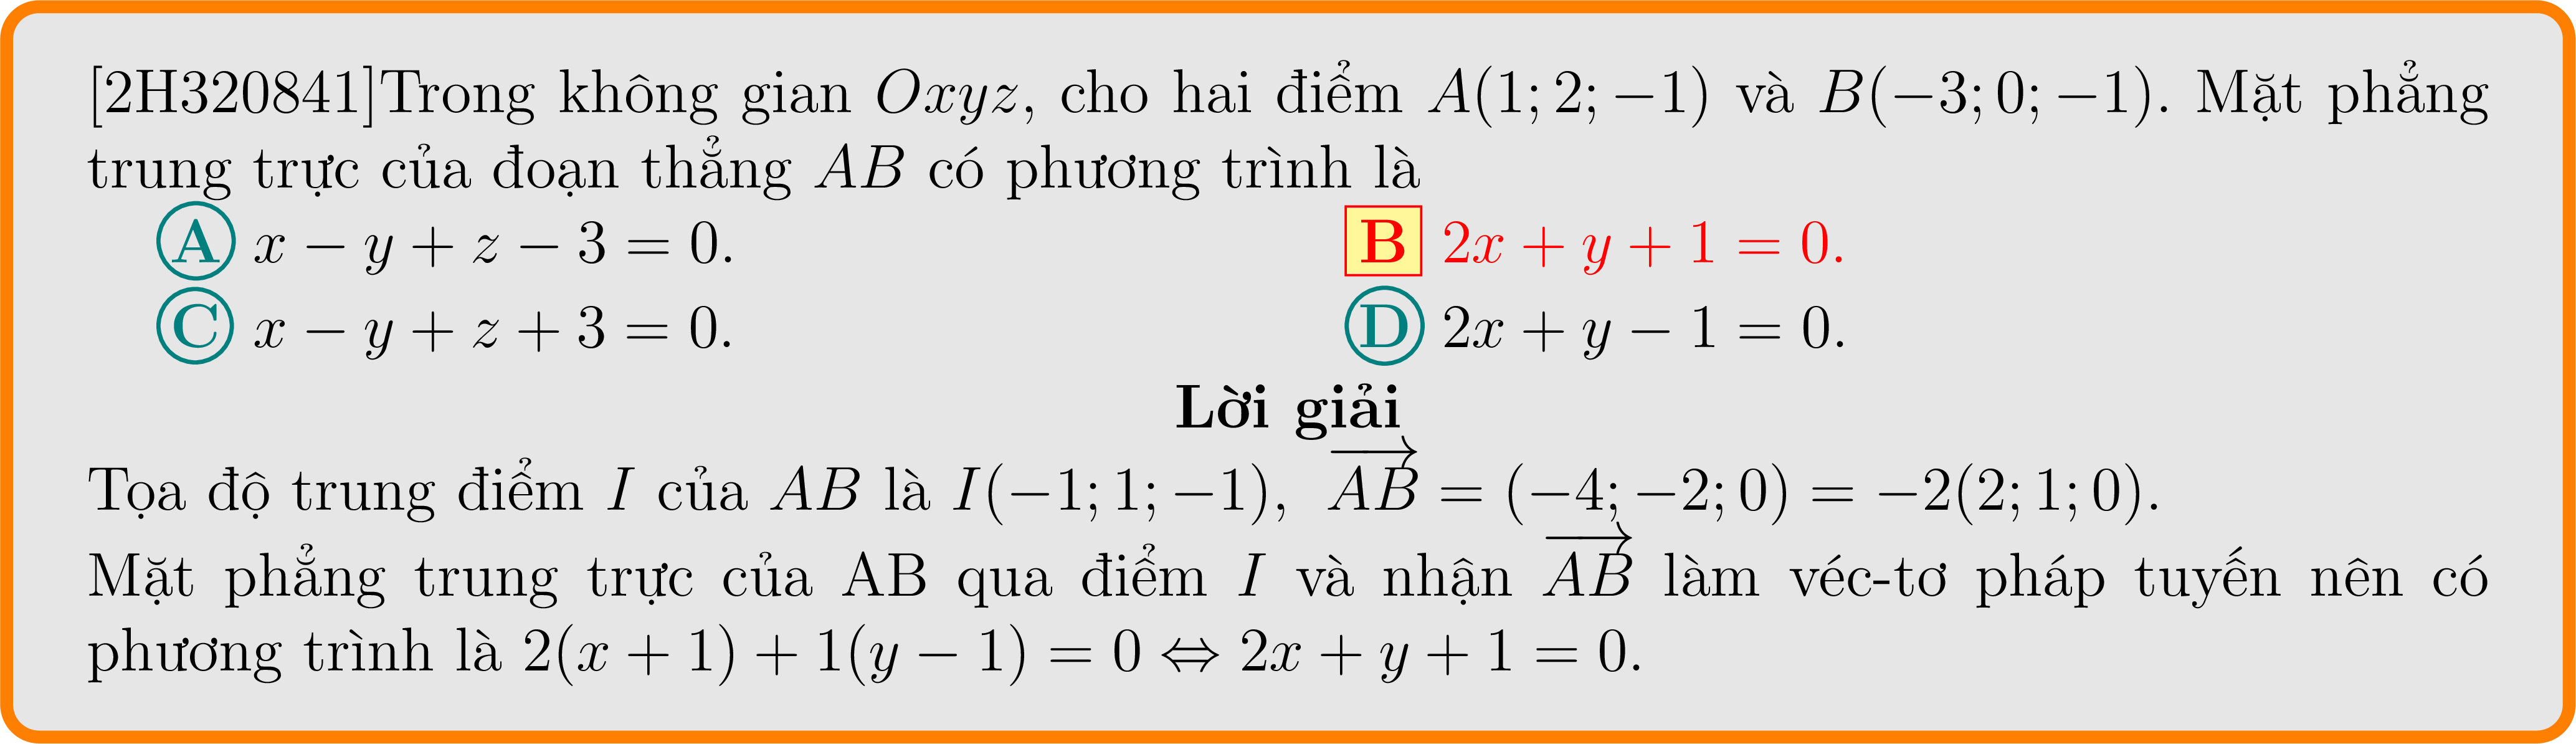 [2H320841]Trong không gian Oxyz, cho hai điểm A(1; 2; −1) và B(−3; 0; −1). Mặt phẳng
trung trực của đoạn thẳng AB có phương trình là
A x − y + z − 3 = 0. B 2x + y + 1 = 0.
C x − y + z + 3 = 0. D 2x + y − 1 = 0.
Lời giải
Tọa độ trung điểm I của AB là I(−1; 1; −1), $\overrightarrow{AB}$ = (−4; −2; 0) = −2(2; 1; 0).
Mặt phẳng trung trực của AB qua điểm I và nhận $\overrightarrow{AB}$ làm véc-tơ pháp tuyến nên có
phương trình là 2(x + 1) + 1(y − 1) = 0 ⇔ 2x + y + 1 = 0.